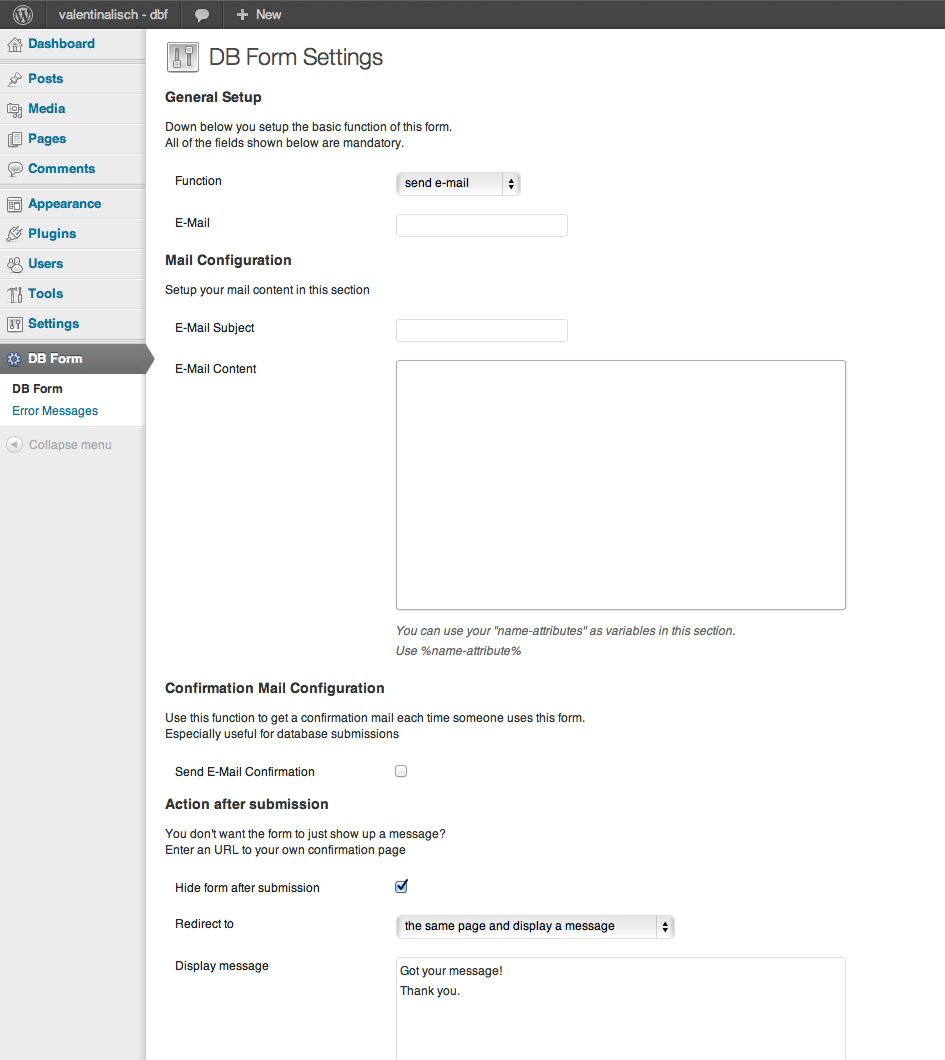 valentinalisch - dbf
New
Dashboard
Posts
Media
Pages
Comments
Appearance
Plugins
Users
Tools
Settings
DB Form
DB Form
Error Messages
Collapse menu
DB Form Settings
General Setup
Down below you setup the basic function of this form.
All of the fields shown below are mandatory.
Function
send e-mail
E-Mail
Mail Configuration
Setup your mail content in this section
E-Mail Subject
E-Mail Content
You can use your "name-attributes" as variables in this section.
Use %name-attribute%
Confirmation Mail Configuration
Use this function to get a confirmation mail each time someone uses this form.
Especially useful for database submissions
Send E-Mail Confirmation
Action after submission
You don't want the form to just show up a message?
Enter an URL to your own confirmation page
Hide form after submission
Redirect to
the same page and display a message
Display message
Got your message!
Thank you.